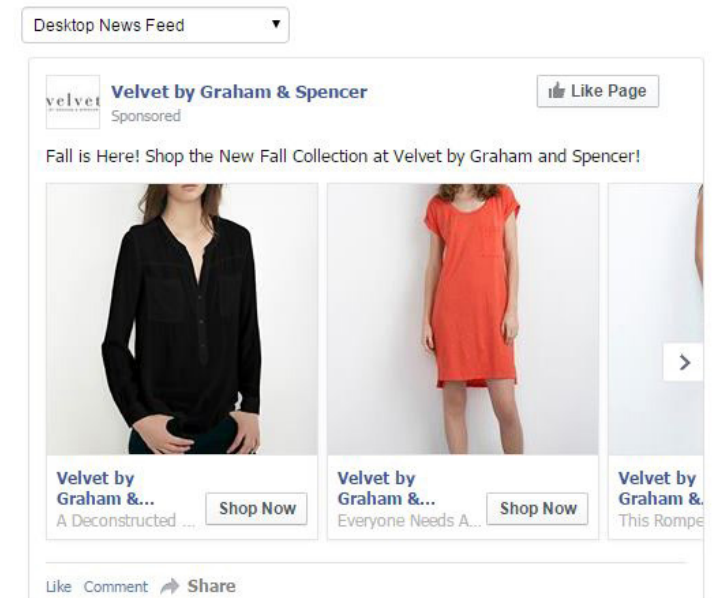 Desktop News Feed
velvet
Velvet by Graham & Spencer
Like Page
Sponsored
Fall is Here! Shop the New Fall Collection at Velvet by Graham and Spencer!
Velvet by
Graham &...
A Deconstructed ...
Shop Now
Velvet by
Graham &...
Everyone Needs A...
Shop Now
Velvet by
Graham &
This Rompe
Like Comment Share